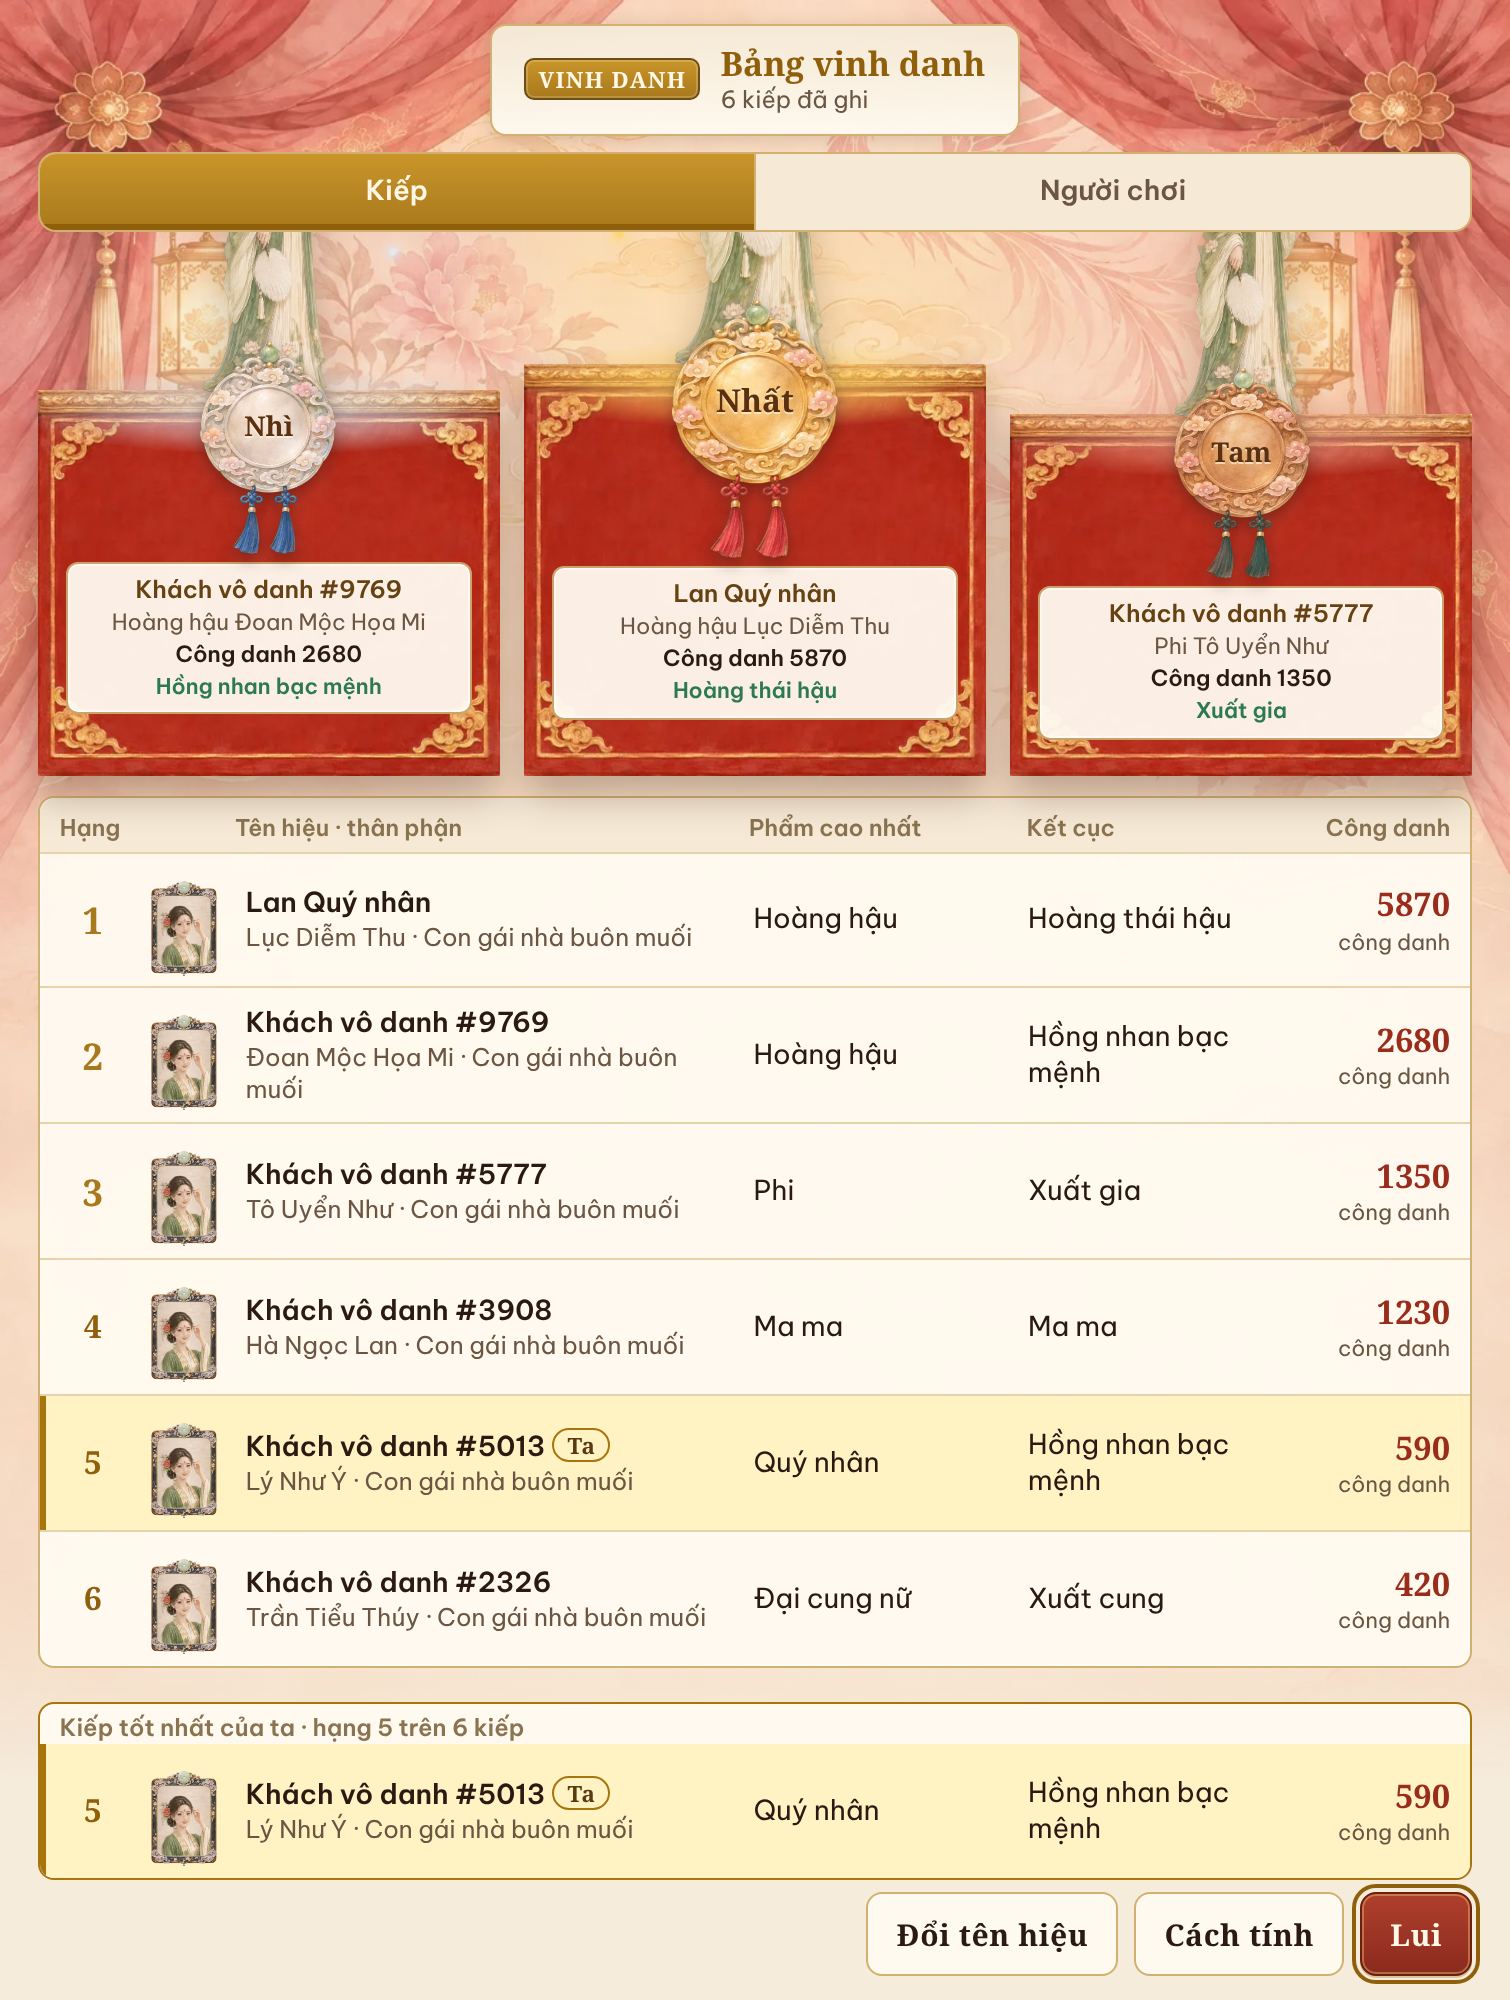 VINH DANH
Bảng vinh danh
6 kiếp đã ghi
Kiếp
Người chơi
Nhì
Khách vô danh #9769
Hoàng hậu Đoan Mộc Họa Mi
Công danh 2680
Hồng nhan bạc mệnh
Nhất
Lan Quý nhân
Hoàng hậu Lục Diễm Thu
Công danh 5870
Hoàng thái hậu
Tam
Khách vô danh #5777
Phi Tô Uyển Như
Công danh 1350
Xuất gia
Hạng Tên hiệu · thân phận Phẩm cao nhất Kết cục Công danh
1
Lan Quý nhân
Lục Diễm Thu · Con gái nhà buôn muối
Hoàng hậu
Hoàng thái hậu
5870
công danh
2
Khách vô danh #9769
Đoan Mộc Họa Mi · Con gái nhà buôn
muối
Hoàng hậu
Hồng nhan bạc
mệnh
2680
công danh
3
Khách vô danh #5777
Tô Uyển Như · Con gái nhà buôn muối
Phi
Xuất gia
1350
công danh
4
Khách vô danh #3908
Hà Ngọc Lan · Con gái nhà buôn muối
Ma ma
Ma ma
1230
công danh
5
Khách vô danh #5013 Ta
Lý Như Ý · Con gái nhà buôn muối
Quý nhân
Hồng nhan bạc
mệnh
590
công danh
6
Khách vô danh #2326
Trần Tiểu Thúy · Con gái nhà buôn muối
Đại cung nữ
Xuất cung
420
công danh
Kiếp tốt nhất của ta · hạng 5 trên 6 kiếp
5
Khách vô danh #5013 Ta
Lý Như Ý · Con gái nhà buôn muối
Quý nhân
Hồng nhan bạc
mệnh
590
công danh
Đổi tên hiệu
Cách tính
Lui